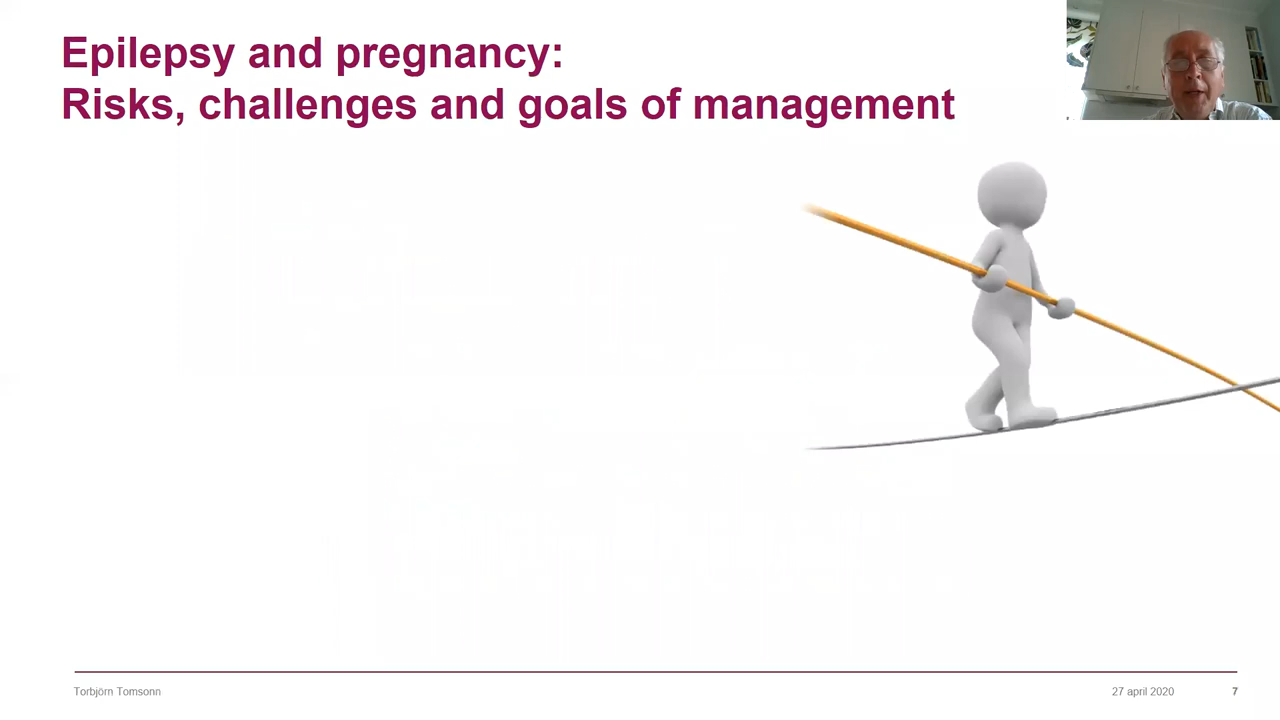 Epilepsy and pregnancy:
Risks, challenges and goals of management
Torbjörn Tomsonn
27 april 2020
7